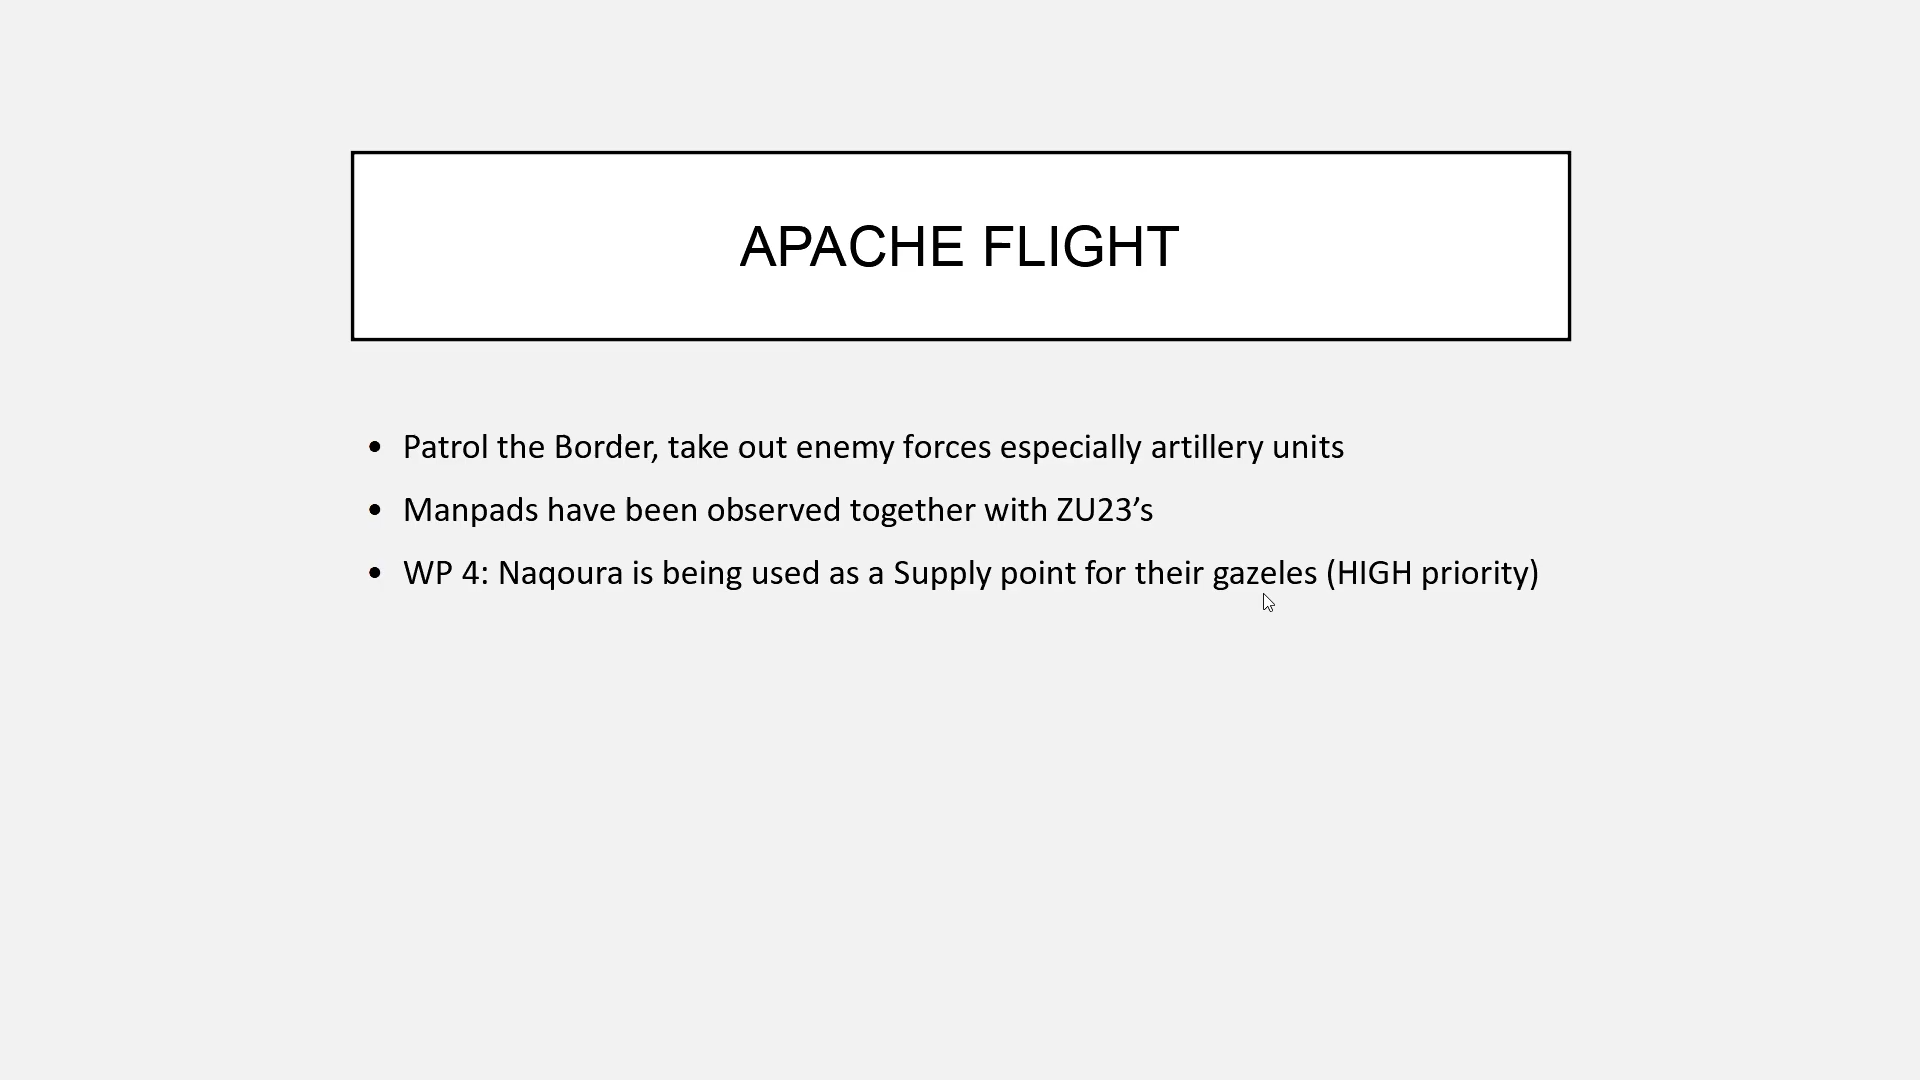 APACHE FLIGHT
• Patrol the Border, take out enemy forces especially artillery units
• Manpads have been observed together with ZU23’s
• WP 4: Naqoura is being used as a Supply point for their gazeles (HIGH priority)